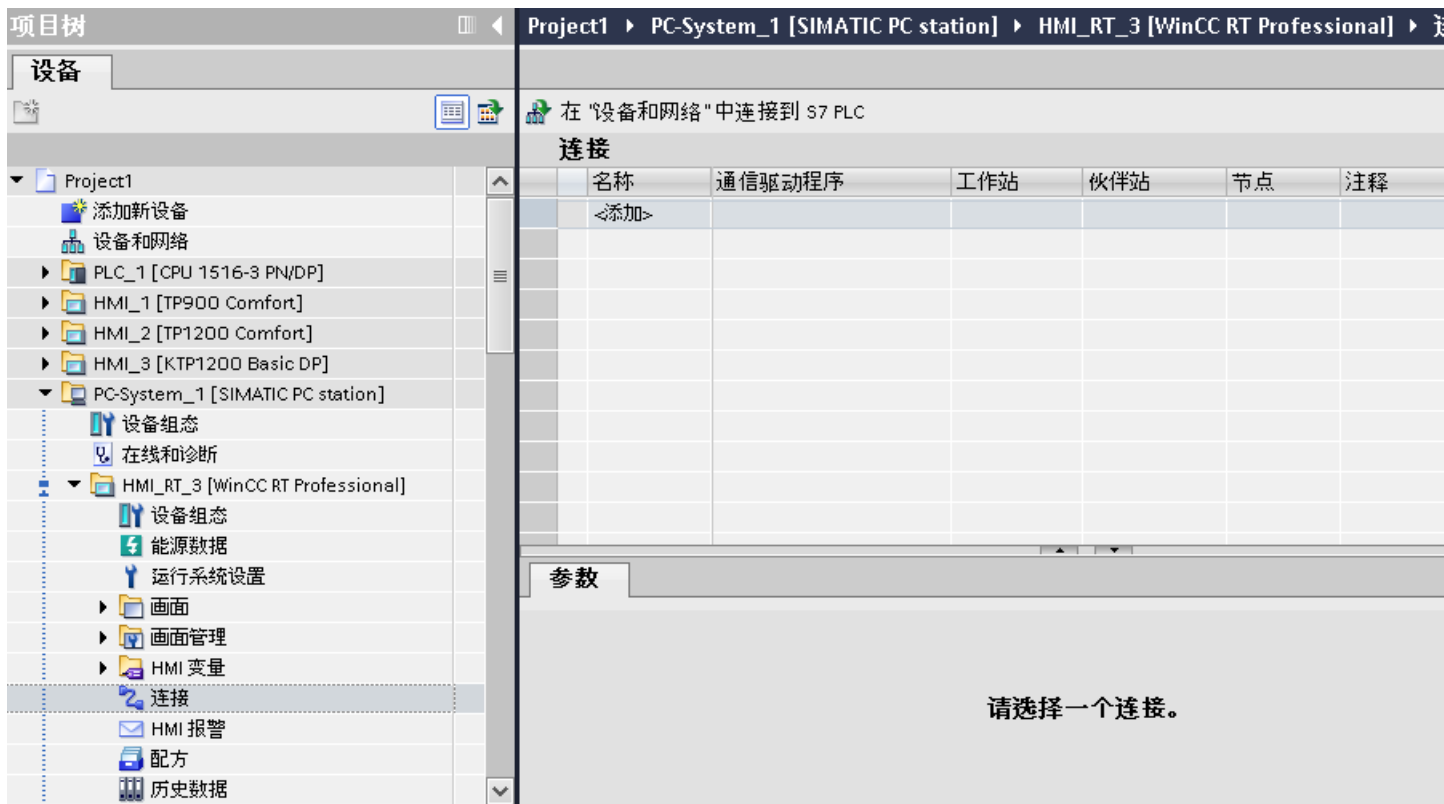 项目树
Project1 ▸ PC-System_1 [SIMATIC PC station] ▸ HMI_RT_3 [WinCC RT Professional] ▸
设备
在 "设备和网络" 中连接到 S7 PLC
连接
名称 通信驱动程序 工作站 伙伴站 节点 注释
<添加>
Project1
添加新设备
设备和网络
PLC_1 [CPU 1516-3 PN/DP]
HMI_1 [TP900 Comfort]
HMI_2 [TP1200 Comfort]
HMI_3 [KTP1200 Basic DP]
PC-System_1 [SIMATIC PC station]
设备组态
在线和诊断
HMI_RT_3 [WinCC RT Professional]
设备组态
能源数据
运行系统设置
画面
画面管理
HMI 变量
连接
HMI 报警
配方
历史数据
参数
请选择一个连接。